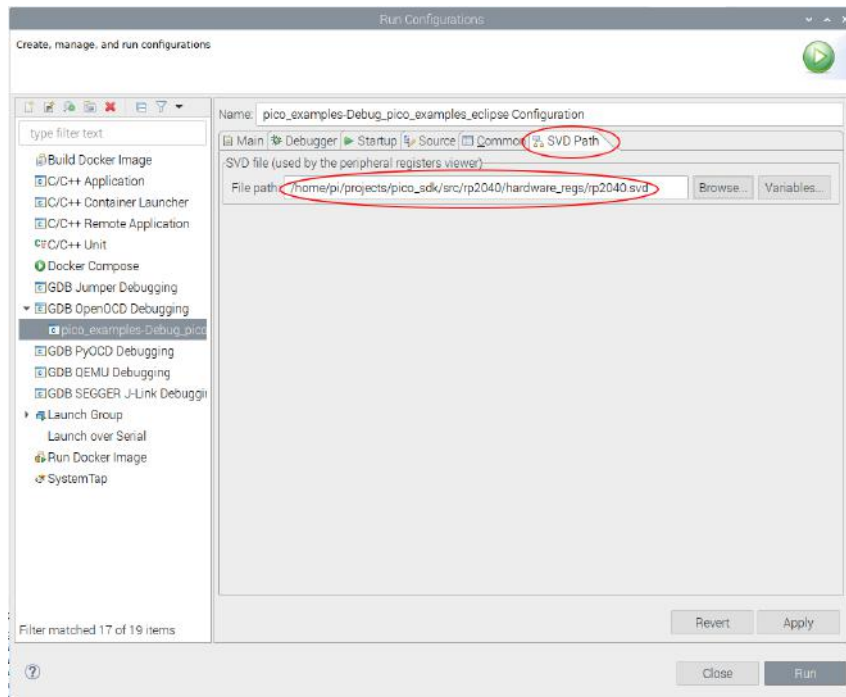 Run Configurations
Create, manage, and run configurations
type filter text
Build Docker Image
C/C++ Application
C/C++ Container Launcher
C/C++ Remote Application
C/C++ Unit
Docker Compose
GDB Jumper Debugging
GDB OpenOCD Debugging
pico_examples-Debug_pico
GDB PyOCD Debugging
GDB QEMU Debugging
GDB SEGGER J-Link Debuggin
Launch Group
Launch over Serial
Run Docker Image
SystemTap
Filter matched 17 of 19 items
Name: pico_examples-Debug_pico_examples_eclipse Configuration
Main Debugger Startup Source Common SVD Path
SVD file (used by the peripheral registers viewer)
File path: /home/pi/projects/pico_sdk/src/rp2040/hardware_regs/rp2040.svd Browse... Variables...
Revert Apply
Close Run